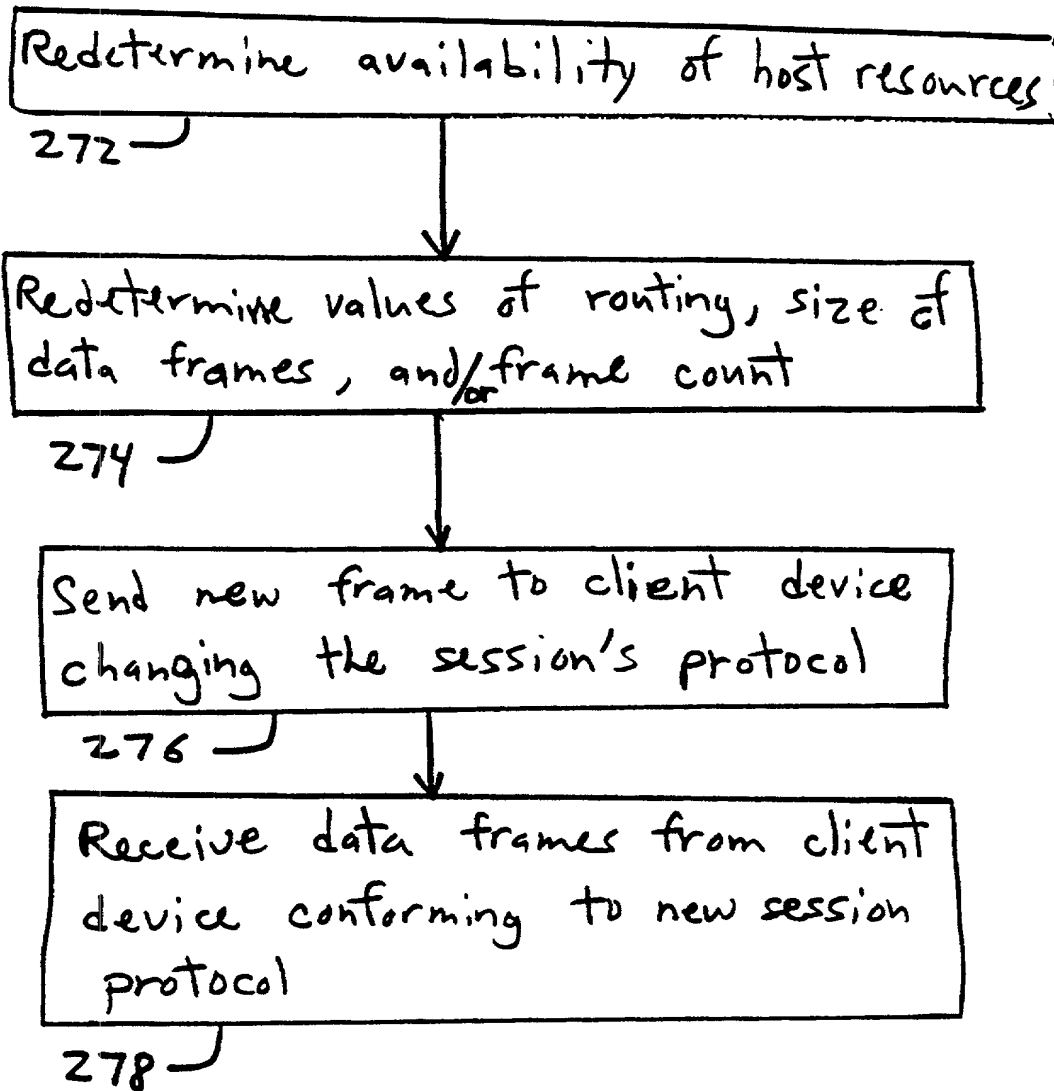 Redetermine availability of host resources
272
Redetermine values of routing, size of
data frames, and/or frame count
274
Send new frame to client device
changing the session's protocol
276
Receive data frames from client
device conforming to new session
protocol
278